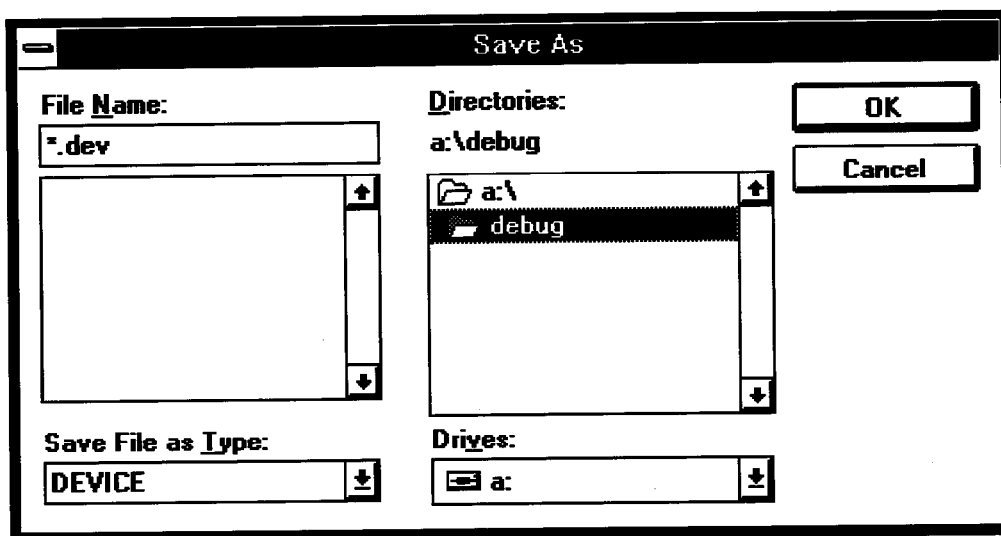 Save As
File Name:
*.dev
Directories:
a:\debug
OK
Cancel
a:\
debug
Save File as Type:
DEVICE
Drives:
a: